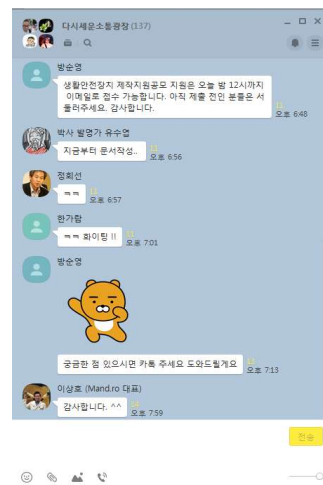 다시세운소통광장 (137)
방순영
생활안전장치 제작지원공모 지원은 오늘 밤 12시까지
이메일로 접수 가능합니다. 아직 제출 전인 분들은 서
둘러주세요. 감사합니다.
11
오후 6:48
박사 발명가 유수엽
지금부터 문서작성..
11
오후 6:56
정희선
ㅋㅋ
11
오후 6:57
한가람
ㅋㅋ 화이팅 !!
11
오후 7:01
방순영
궁금한 점 있으시면 카톡 주세요 도와드릴게요
오후 7:13
이상호 (Mand.ro 대표)
감사합니다. ^^
오후 7:59
전송